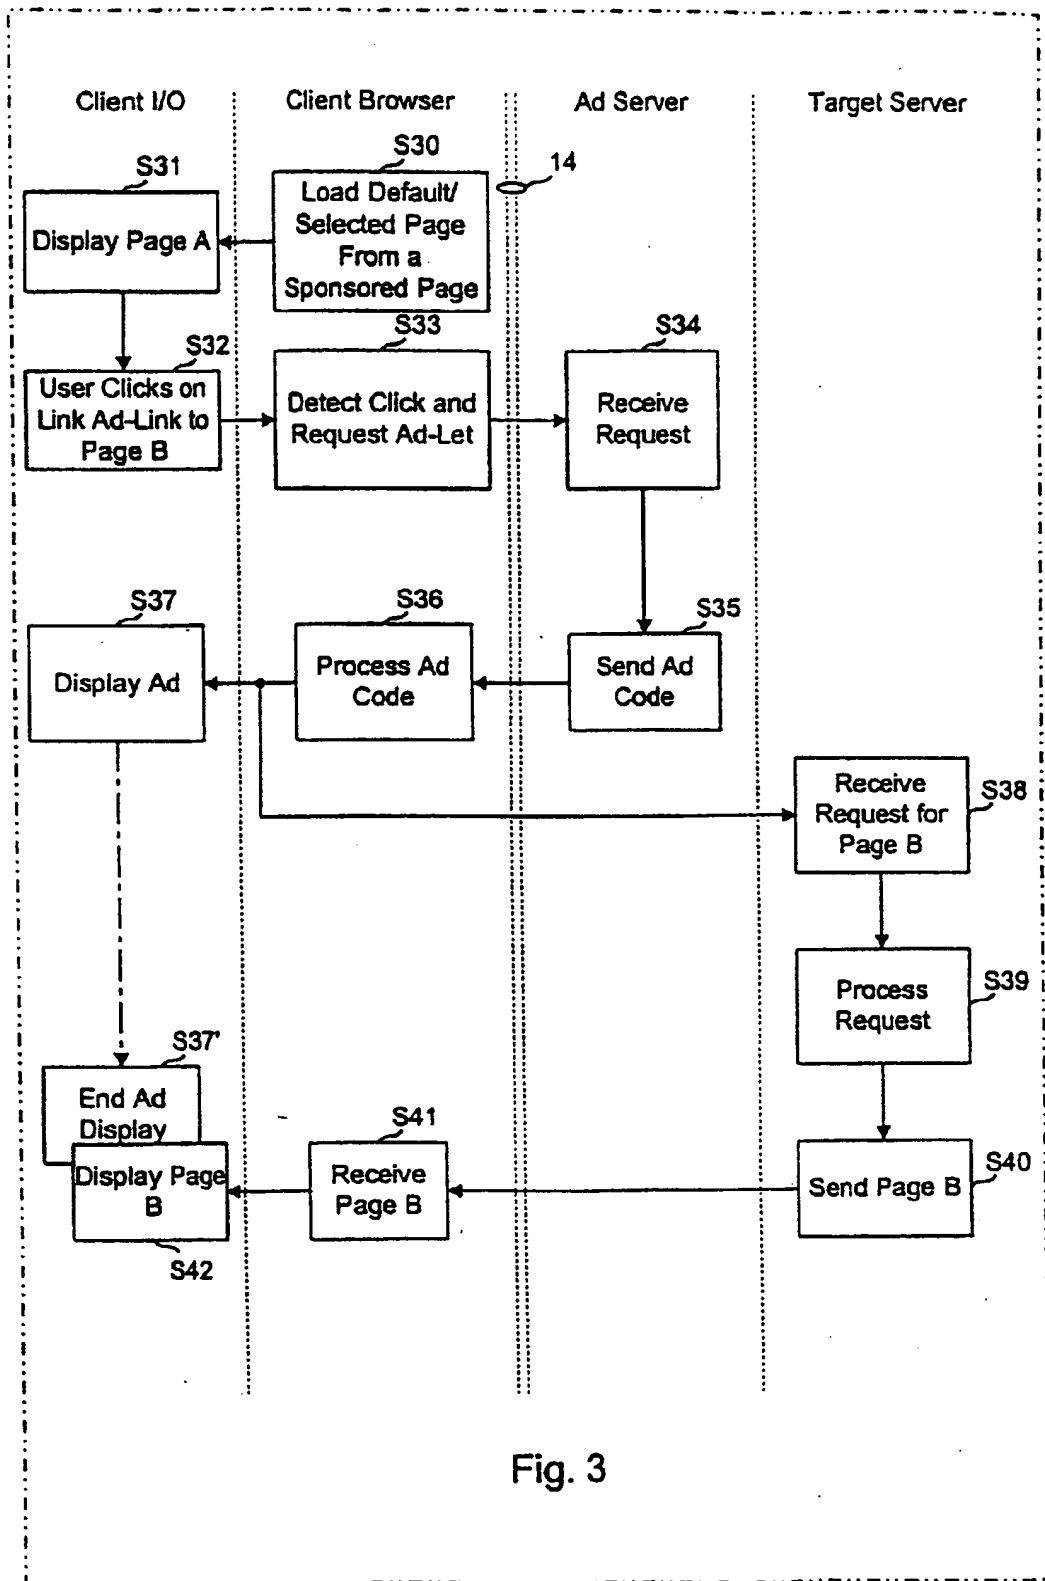 Client I/O
Client Browser
Ad Server
Target Server
S30
14
S31
Load Default/
Selected Page
From a
Sponsored Page
Display Page A
S32
S33
S34
User Clicks on
Link Ad-Link to
Page B
Detect Click and
Request Ad-Let
Receive
Request
S37
S36
S35
Display Ad
Process Ad
Code
Send Ad
Code
Receive
Request for
Page B
S38
Process
Request
S39
S37'
End Ad
Display
S41
Display Page
B
Receive
Page B
Send Page B
S40
S42
Fig. 3